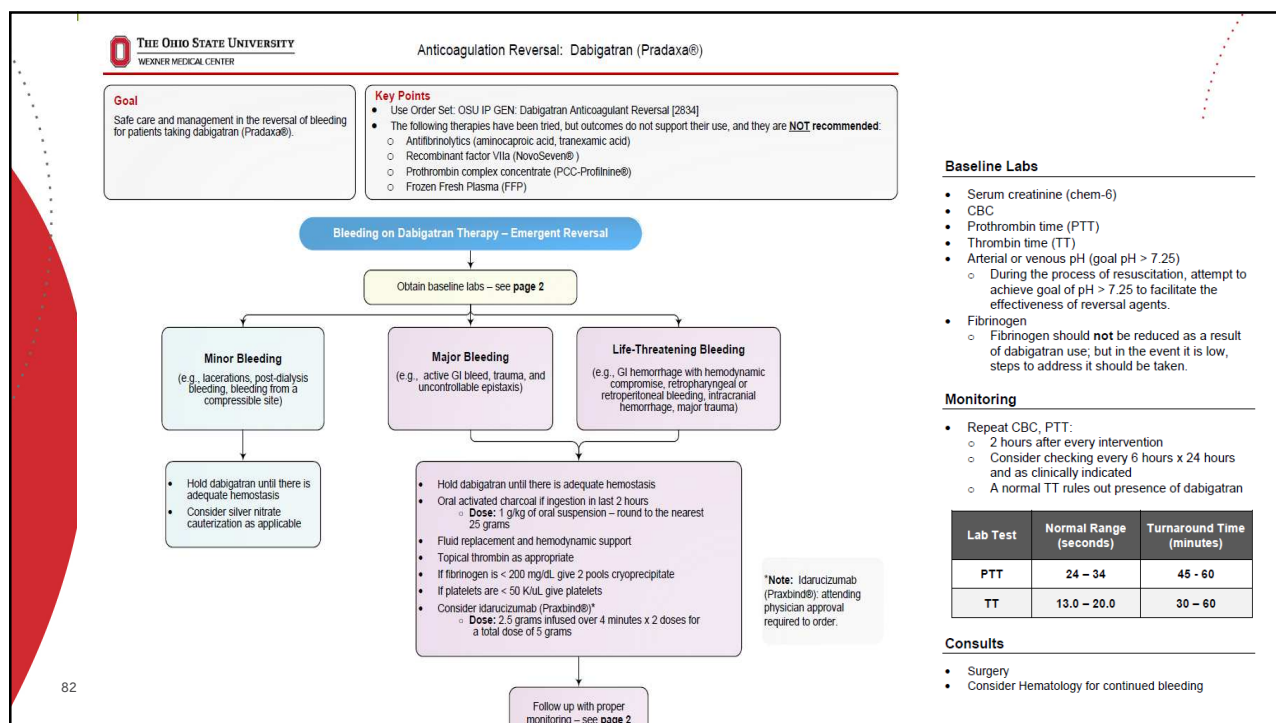 THE OHIO STATE UNIVERSITY
WEXNER MEDICAL CENTER
Anticoagulation Reversal: Dabigatran (Pradaxa®)
Goal
Safe care and management in the reversal of bleeding
for patients taking dabigatran (Pradaxa®).
Key Points
• Use Order Set: OSU IP GEN: Dabigatran Anticoagulant Reversal [2834]
• The following therapies have been tried, but outcomes do not support their use, and they are NOT recommended:
○ Antifibrinolytics (aminocaproic acid, tranexamic acid)
○ Recombinant factor VIIa (NovoSeven® )
○ Prothrombin complex concentrate (PCC-Profilnine®)
○ Frozen Fresh Plasma (FFP)
Bleeding on Dabigatran Therapy – Emergent Reversal
Obtain baseline labs – see page 2
Minor Bleeding
(e.g., lacerations, post-dialysis
bleeding, bleeding from a
compressible site)
Major Bleeding
(e.g., active GI bleed, trauma, and
uncontrollable epistaxis)
Life-Threatening Bleeding
(e.g., GI hemorrhage with hemodynamic
compromise, retropharyngeal or
retroperitoneal bleeding, intracranial
hemorrhage, major trauma)
• Hold dabigatran until there is
adequate hemostasis
• Consider silver nitrate
cauterization as applicable
• Hold dabigatran until there is adequate hemostasis
• Oral activated charcoal if ingestion in last 2 hours
○ Dose: 1 g/kg of oral suspension – round to the nearest
25 grams
• Fluid replacement and hemodynamic support
• Topical thrombin as appropriate
• If fibrinogen is < 200 mg/dL give 2 pools cryoprecipitate
• If platelets are < 50 K/uL give platelets
• Consider idarucizumab (Praxbind®)*
○ Dose: 2.5 grams infused over 4 minutes x 2 doses for
a total dose of 5 grams
*Note: Idarucizumab
(Praxbind®): attending
physician approval
required to order.
Follow up with proper
monitoring – see page 2
Baseline Labs
• Serum creatinine (chem-6)
• CBC
• Prothrombin time (PTT)
• Thrombin time (TT)
• Arterial or venous pH (goal pH > 7.25)
○ During the process of resuscitation, attempt to
achieve goal of pH > 7.25 to facilitate the
effectiveness of reversal agents.
• Fibrinogen
○ Fibrinogen should not be reduced as a result
of dabigatran use; but in the event it is low,
steps to address it should be taken.
Monitoring
• Repeat CBC, PTT:
○ 2 hours after every intervention
○ Consider checking every 6 hours x 24 hours
and as clinically indicated
○ A normal TT rules out presence of dabigatran
Lab Test Normal Range (seconds) Turnaround Time (minutes)
PTT 24 – 34 45 - 60
TT 13.0 – 20.0 30 – 60
Consults
• Surgery
• Consider Hematology for continued bleeding
82